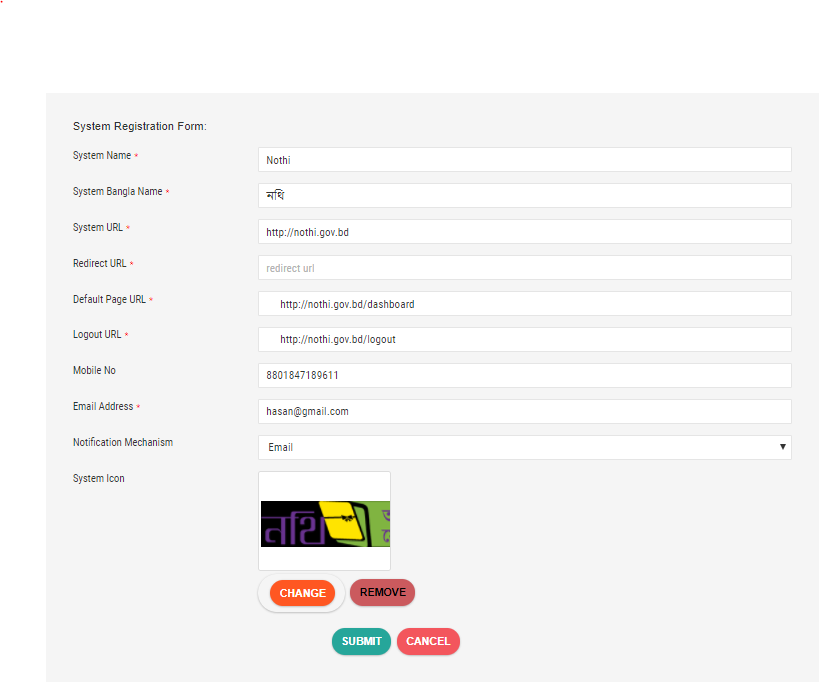 System Registration Form:
System Name *
Nothi
System Bangla Name *
নথি
System URL *
http://nothi.gov.bd
Redirect URL *
redirect url
Default Page URL *
http://nothi.gov.bd/dashboard
Logout URL *
http://nothi.gov.bd/logout
Mobile No
8801847189611
Email Address *
hasan@gmail.com
Notification Mechanism
Email
System Icon
নথি
CHANGE REMOVE
SUBMIT CANCEL